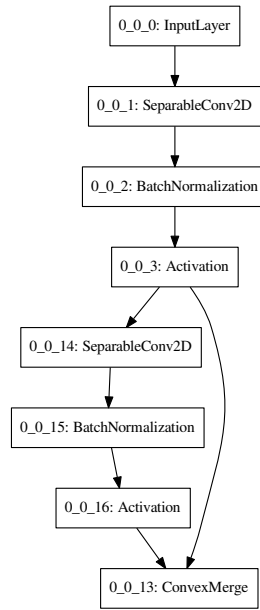 0_0_0: InputLayer
0_0_1: SeparableConv2D
0_0_2: BatchNormalization
0_0_3: Activation
0_0_14: SeparableConv2D
0_0_15: BatchNormalization
0_0_16: Activation
0_0_13: ConvexMerge